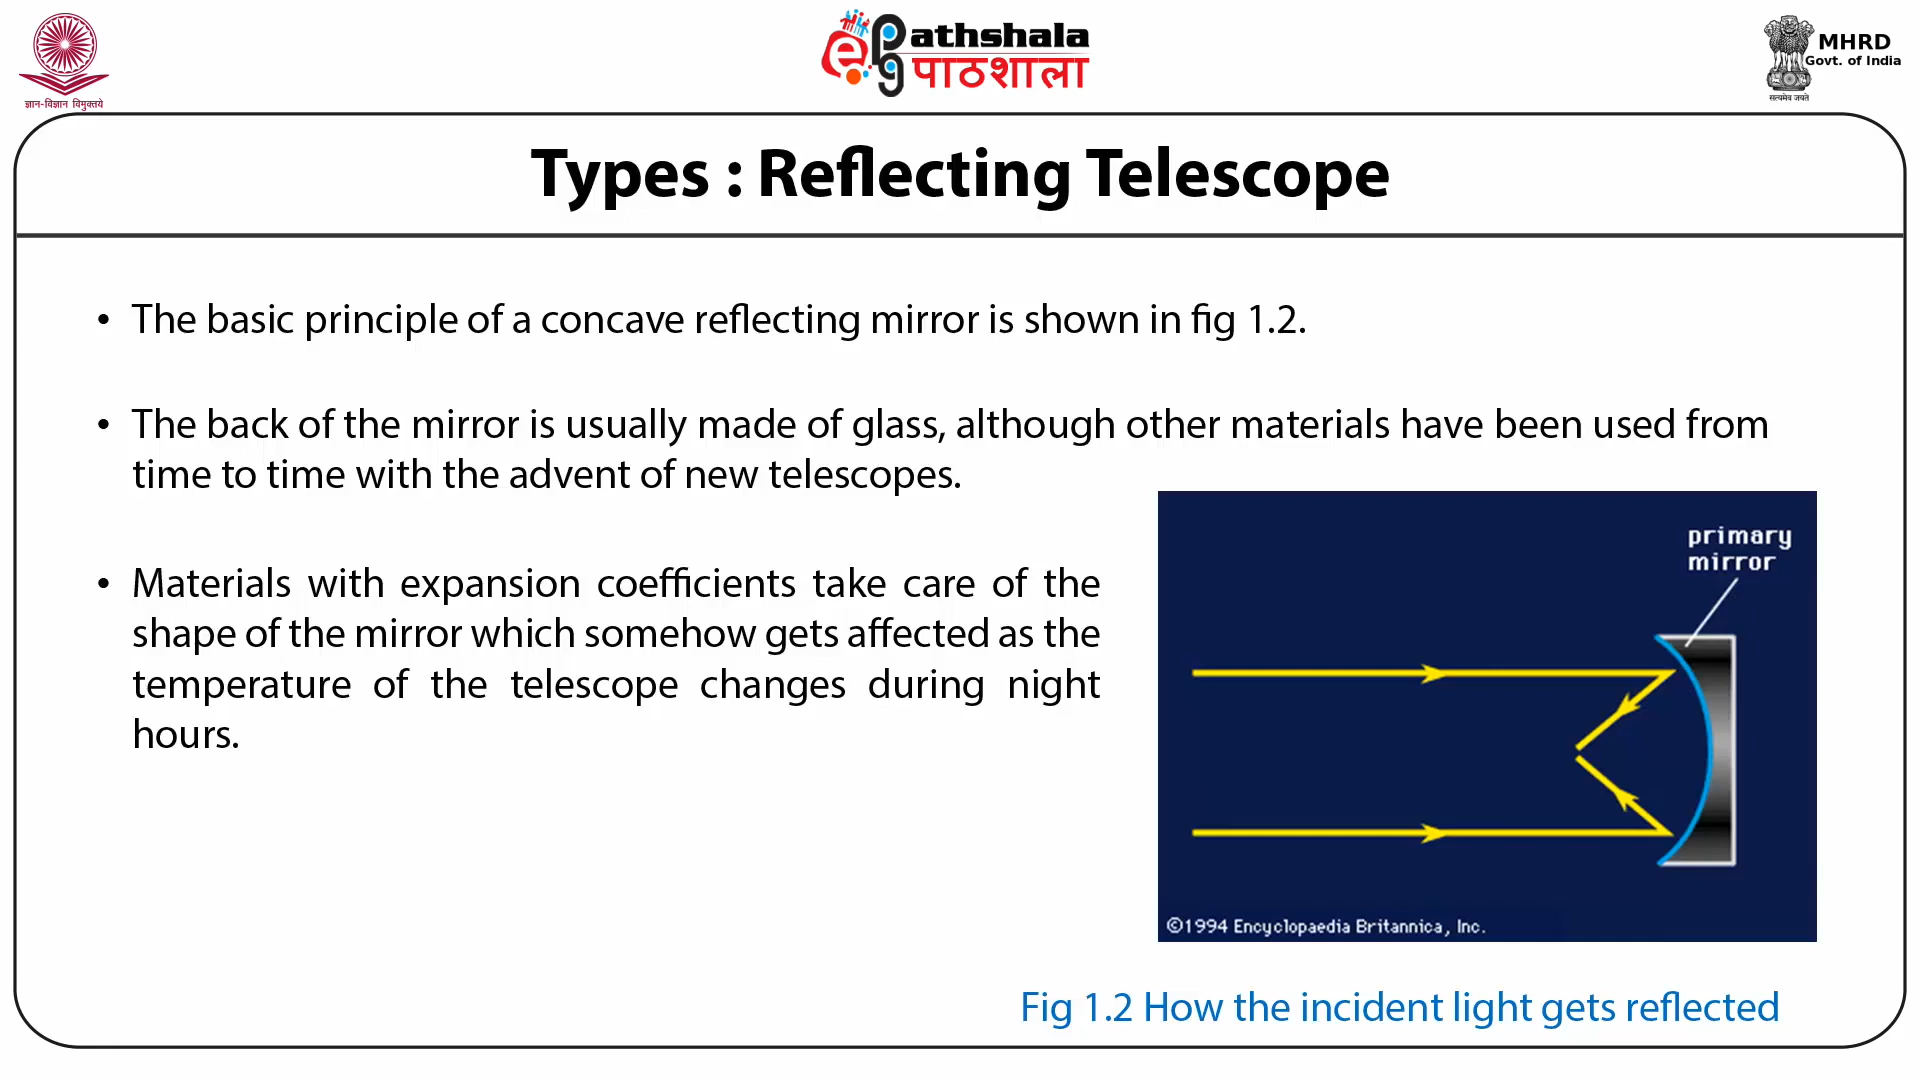 ज्ञान-विज्ञान विमुक्तये
ePathshala
पाठशाला
MHRD
Govt. of India
सत्यमेव जयते
Types : Reflecting Telescope
• The basic principle of a concave reflecting mirror is shown in fig 1.2.
• The back of the mirror is usually made of glass, although other materials have been used from
time to time with the advent of new telescopes.
• Materials with expansion coefficients take care of the
shape of the mirror which somehow gets affected as the
temperature of the telescope changes during night
hours.
primary
mirror
©1994 Encyclopaedia Britannica, Inc.
Fig 1.2 How the incident light gets reflected